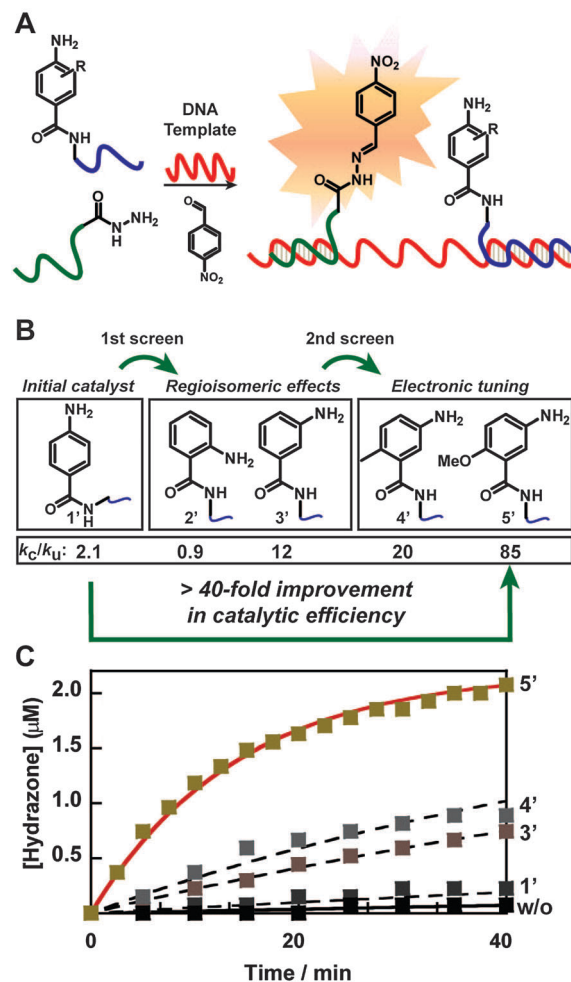 A
NH₂
R
O
NH
DNA
Template
O
N
H
NH₂
O
NO₂
NO₂
N
NH
O
NH₂
R
O
NH
B
1st screen
2nd screen
Initial catalyst
Regioisomeric effects
Electronic tuning
NH₂
O
N
H
1'
NH₂
O
NH
2'
NH₂
O
NH
3'
NH₂
O
NH
4'
NH₂
MeO
O
NH
5'
kc/ku: 2.1 0.9 12 20 85
> 40-fold improvement
in catalytic efficiency
C
[Hydrazone] (μM)
2.0
1.5
1.0
0.5
0
20
40
Time / min
5'
4'
3'
1'
w/o